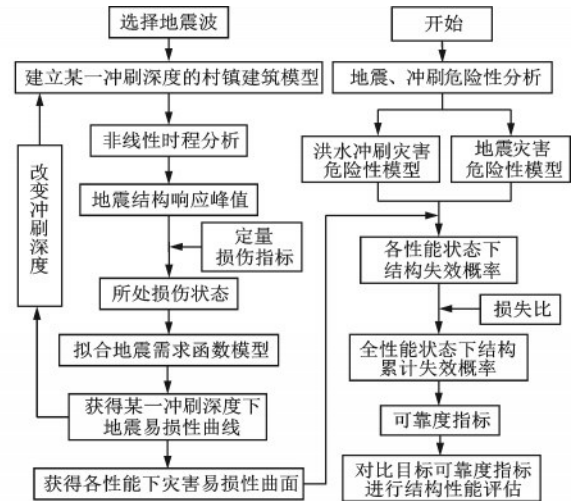 选择地震波
建立某一冲刷深度的村镇建筑模型
非线性时程分析
地震结构响应峰值
定量
损伤指标
所处损伤状态
拟合地震需求函数模型
获得某一冲刷深度下
地震易损性曲线
改变冲刷深度
获得各性能下灾害易损性曲面
开始
地震、冲刷危险性分析
洪水冲刷灾害
危险性模型
地震灾害
危险性模型
各性能状态下
结构失效概率
损失比
全性能状态下结构
累计失效概率
可靠度指标
对比目标可靠度指标
进行结构性能评估